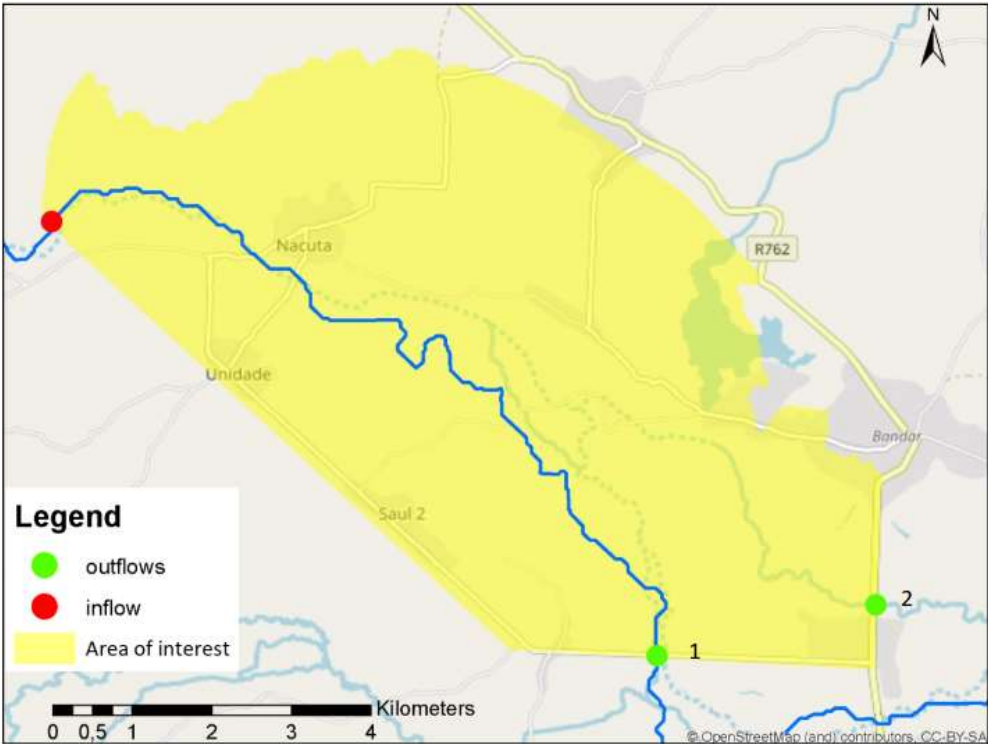 N
R762
Nacuta
Unidade
Bandar
Saul 2
Legend
outflows
inflow
Area of interest
2
1
Kilometers
0 0.5 1 2 3 4
© OpenStreetMap (and) contributors, CC-BY-SA